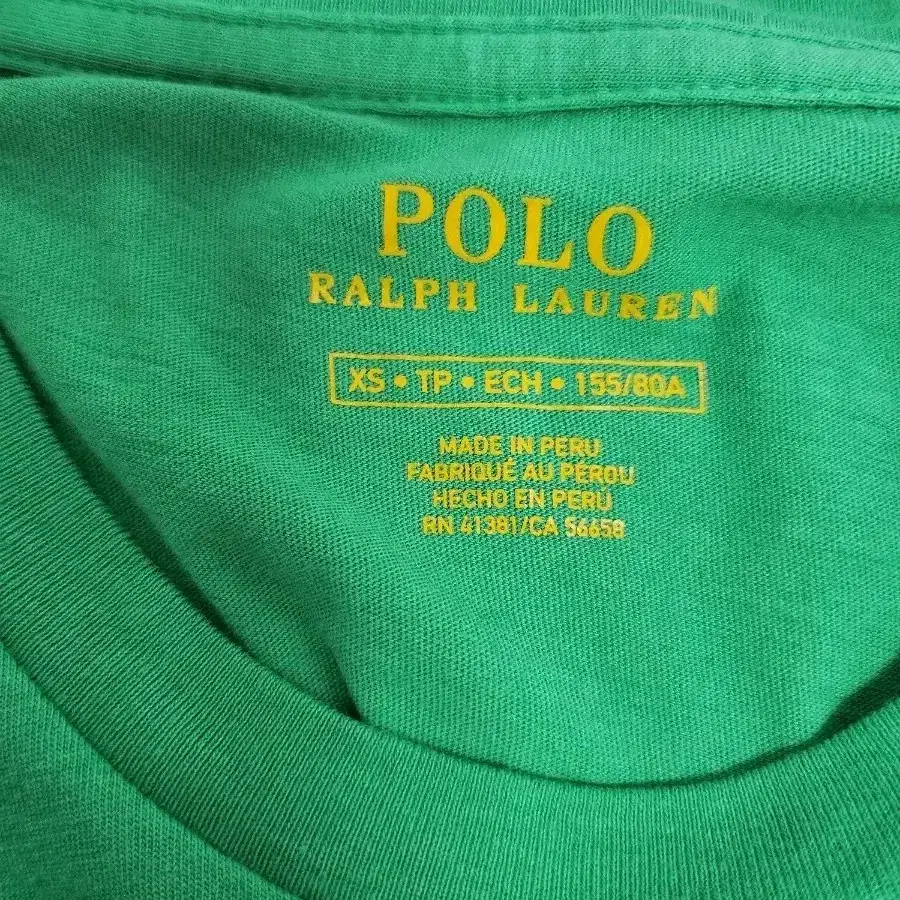 POLO
RALPH LAUREN
XS • TP • ECH • 155/80A
MADE IN PERU
FABRIQUÉ AU PÉROU
HECHO EN PERÚ
RN 41381/CA 56658